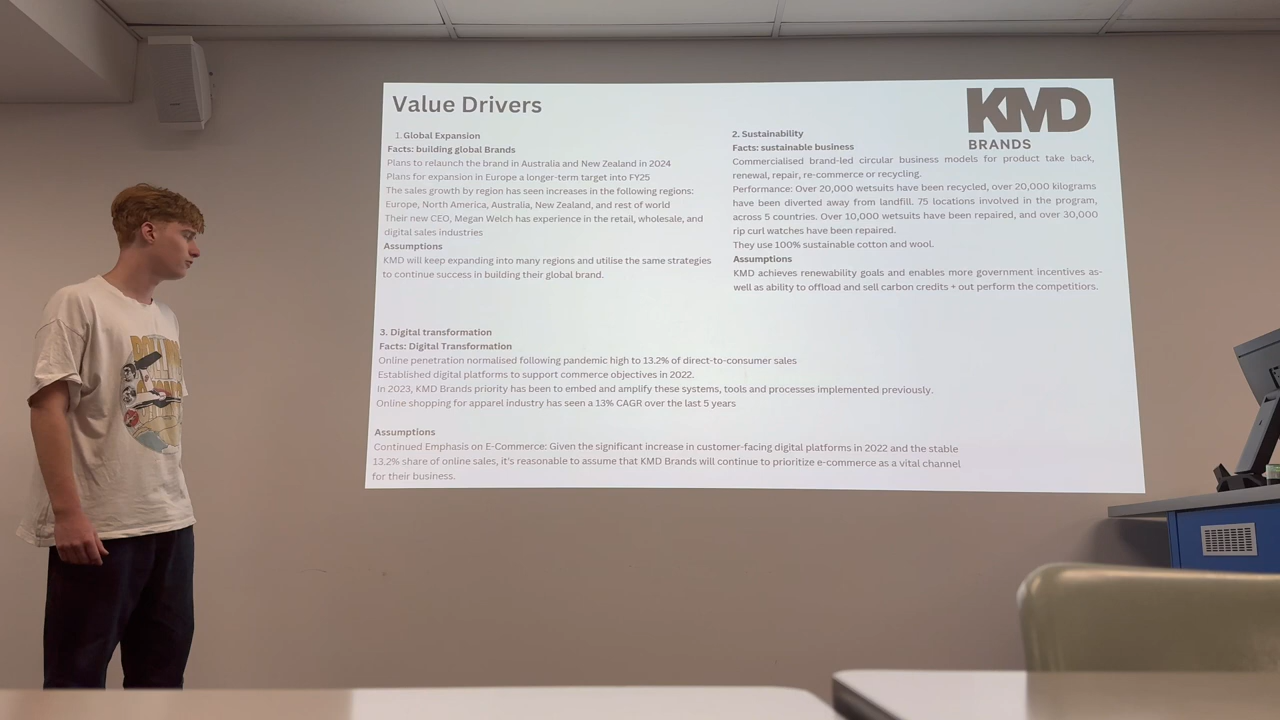 Value Drivers
KMD
BRANDS
1. Global Expansion
Facts: building global Brands
Plans to relaunch the brand in Australia and New Zealand in 2024
Plans for expansion in Europe a longer-term target into FY25
The sales growth by region has seen increases in the following regions:
Europe, North America, Australia, New Zealand, and rest of world
Their new CEO, Megan Welch has experience in the retail, wholesale, and
digital sales industries
Assumptions
KMD will keep expanding into many regions and utilise the same strategies
to continue success in building their global brand.
2. Sustainability
Facts: sustainable business
Commercialised brand-led circular business models for product take back,
renewal, repair, re-commerce or recycling.
Performance: Over 20,000 wetsuits have been recycled, over 20,000 kilograms
have been diverted away from landfill. 75 locations involved in the program,
across 5 countries. Over 10,000 wetsuits have been repaired, and over 30,000
rip curl watches have been repaired.
They use 100% sustainable cotton and wool.
Assumptions
KMD achieves renewability goals and enables more government incentives as-
well as ability to offload and sell carbon credits + out perform the competitiors.
3. Digital transformation
Facts: Digital Transformation
Online penetration normalised following pandemic high to 13.2% of direct-to-consumer sales
Established digital platforms to support commerce objectives in 2022.
In 2023, KMD Brands priority has been to embed and amplify these systems, tools and processes implemented previously.
Online shopping for apparel industry has seen a 13% CAGR over the last 5 years
Assumptions
Continued Emphasis on E-Commerce: Given the significant increase in customer-facing digital platforms in 2022 and the stable
13.2% share of online sales, it's reasonable to assume that KMD Brands will continue to prioritize e-commerce as a vital channel
for their business.